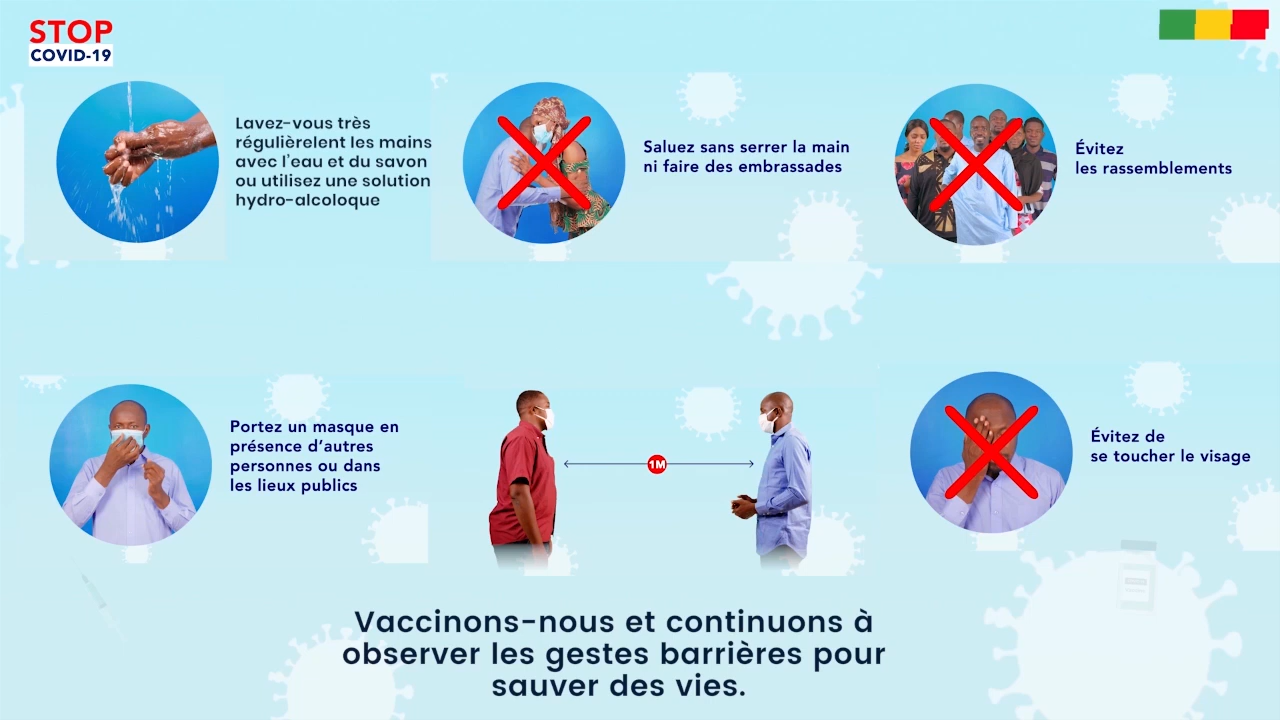 STOP
COVID-19
Lavez-vous très
régulièrelent les mains
avec l'eau et du savon
ou utilisez une solution
hydro-alcoloque
Saluez sans serrer la main
ni faire des embrassades
Évitez
les rassemblements
Portez un masque en
présence d'autres
personnes ou dans
les lieux publics
1M
Évitez de
se toucher le visage
Vaccinons-nous et continuons à
observer les gestes barrières pour
sauver des vies.